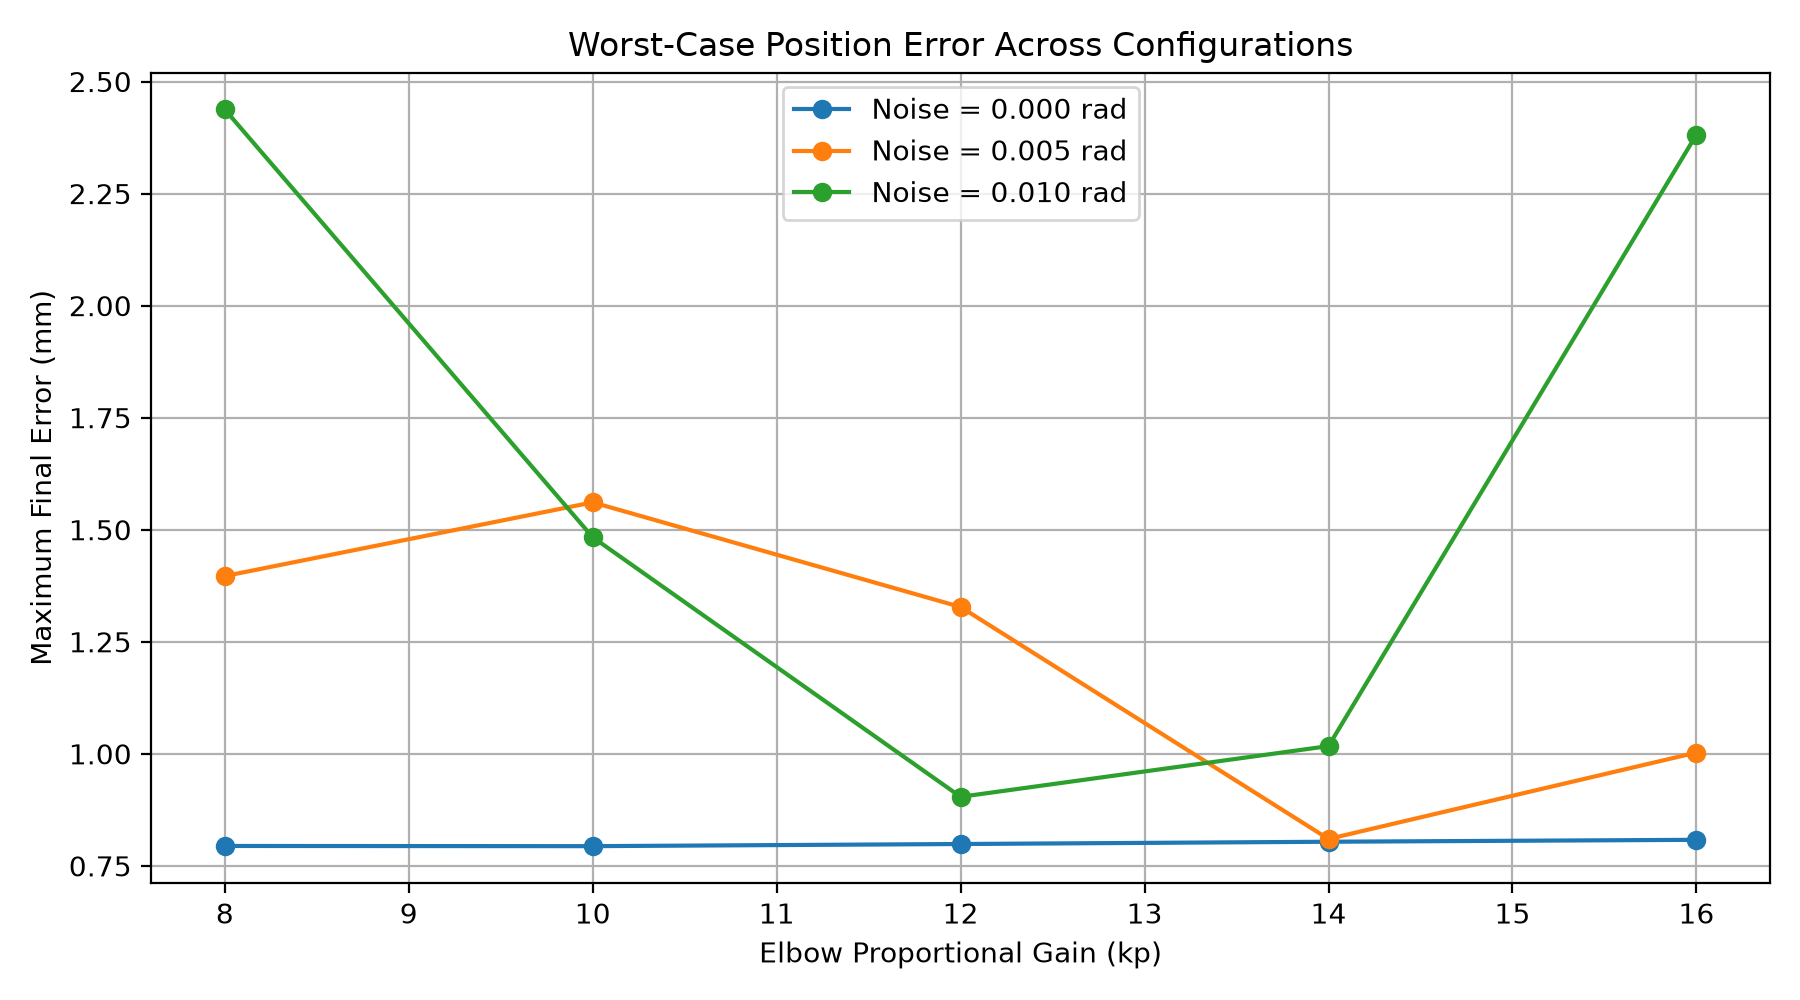 Worst-Case Position Error Across Configurations
2.50
2.25
2.00
1.75
1.50
1.25
1.00
0.75
Maximum Final Error (mm)
Noise = 0.000 rad
Noise = 0.005 rad
Noise = 0.010 rad
8 9 10 11 12 13 14 15 16
Elbow Proportional Gain (kp)